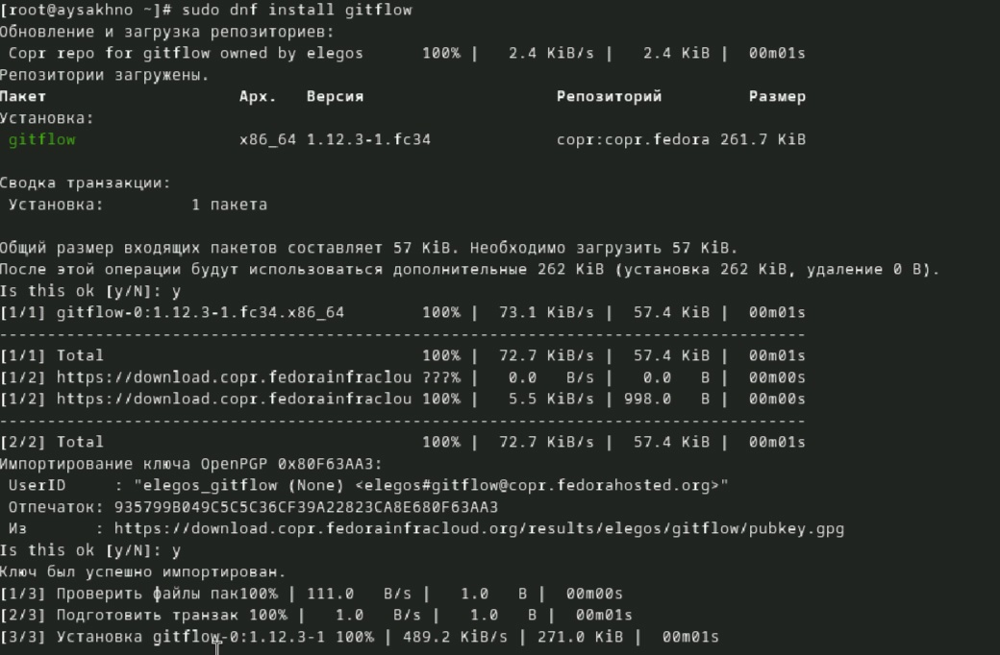 [root@aysakhno ~]# sudo dnf install gitflow
Обновление и загрузка репозиториев:
 Copr repo for gitflow owned by elegos      100% |   2.4 KiB/s |   2.4 KiB |  00m01s
Репозитории загружены.
Пакет                    Арх.   Версия                    Репозиторий         Размер
Установка:
 gitflow                 x86_64 1.12.3-1.fc34             copr:copr.fedora 261.7 KiB
Сводка транзакции:
 Установка:         1 пакета
Общий размер входящих пакетов составляет 57 KiB. Необходимо загрузить 57 KiB.
После этой операции будут использоваться дополнительные 262 KiB (установка 262 KiB, удаление 0 B).
Is this ok [y/N]: y
[1/1] gitflow-0:1.12.3-1.fc34.x86_64        100% |  73.1 KiB/s |  57.4 KiB |  00m01s
------------------------------------------------------------------------------------
[1/1] Total                                 100% |  72.7 KiB/s |  57.4 KiB |  00m01s
[1/2] https://download.copr.fedorainfraclou ???% |   0.0   B/s |   0.0   B |  00m00s
[1/2] https://download.copr.fedorainfraclou 100% |   5.5 KiB/s | 998.0   B |  00m00s
------------------------------------------------------------------------------------
[2/2] Total                                 100% |  72.7 KiB/s |  57.4 KiB |  00m01s
Импортирование ключа OpenPGP 0x80F63AA3:
 UserID     : "elegos_gitflow (None) <elegos#gitflow@copr.fedorahosted.org>"
 Отпечаток: 935799B049C5C5C36CF39A22823CA8E680F63AA3
 Из       : https://download.copr.fedorainfracloud.org/results/elegos/gitflow/pubkey.gpg
Is this ok [y/N]: y
Ключ был успешно импортирован.
[1/3] Проверить файлы пак100% | 111.0   B/s |   1.0   B |  00m00s
[2/3] Подготовить транзак 100% |   1.0   B/s |   1.0   B |  00m01s
[3/3] Установка gitflow-0:1.12.3-1 100% | 489.2 KiB/s | 271.0 KiB |  00m01s